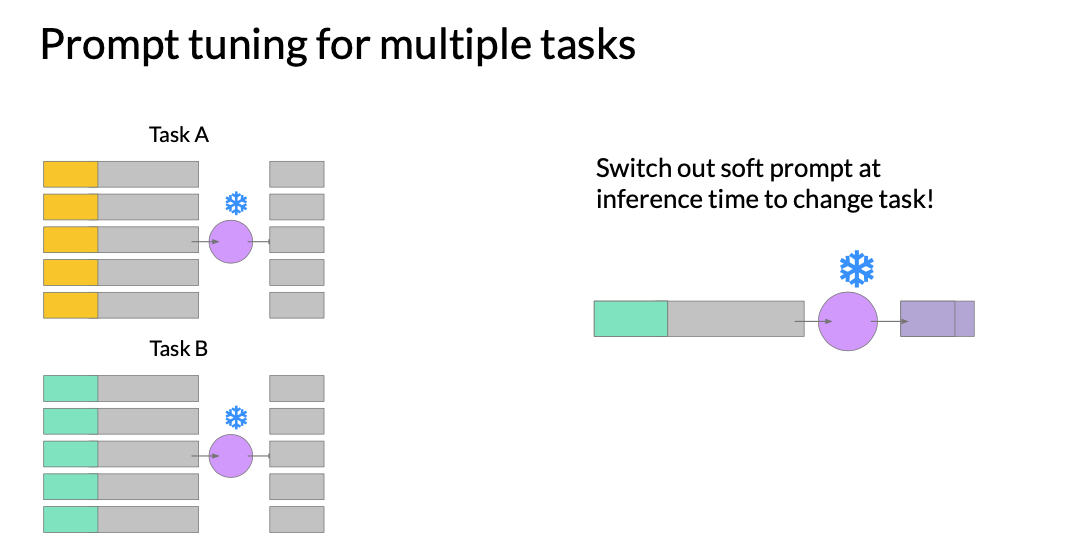 Prompt tuning for multiple tasks
Task A
Task B
Switch out soft prompt at
inference time to change task!